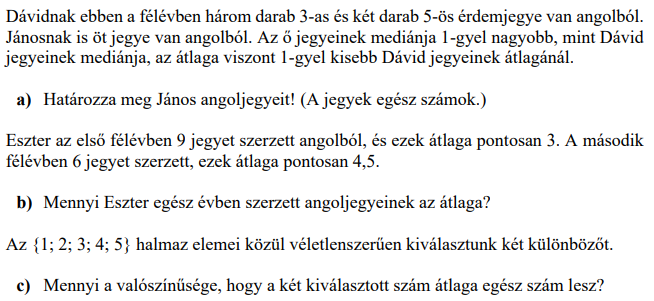 Dávidnak ebben a félévben három darab 3-as és két darab 5-ös érdemjegye van angolból.
Jánosnak is öt jegye van angolból. Az ő jegyeinek mediánja 1-gyel nagyobb, mint Dávid
jegyeinek mediánja, az átlaga viszont 1-gyel kisebb Dávid jegyeinek átlagánál.
a) Határozza meg János angoljegyeit! (A jegyek egész számok.)
Eszter az első félévben 9 jegyet szerzett angolból, és ezek átlaga pontosan 3. A második
félévben 6 jegyet szerzett, ezek átlaga pontosan 4,5.
b) Mennyi Eszter egész évben szerzett angoljegyeinek az átlaga?
Az {1; 2; 3; 4; 5} halmaz elemei közül véletlenszerűen kiválasztunk két különbözőt.
c) Mennyi a valószínűsége, hogy a két kiválasztott szám átlaga egész szám lesz?